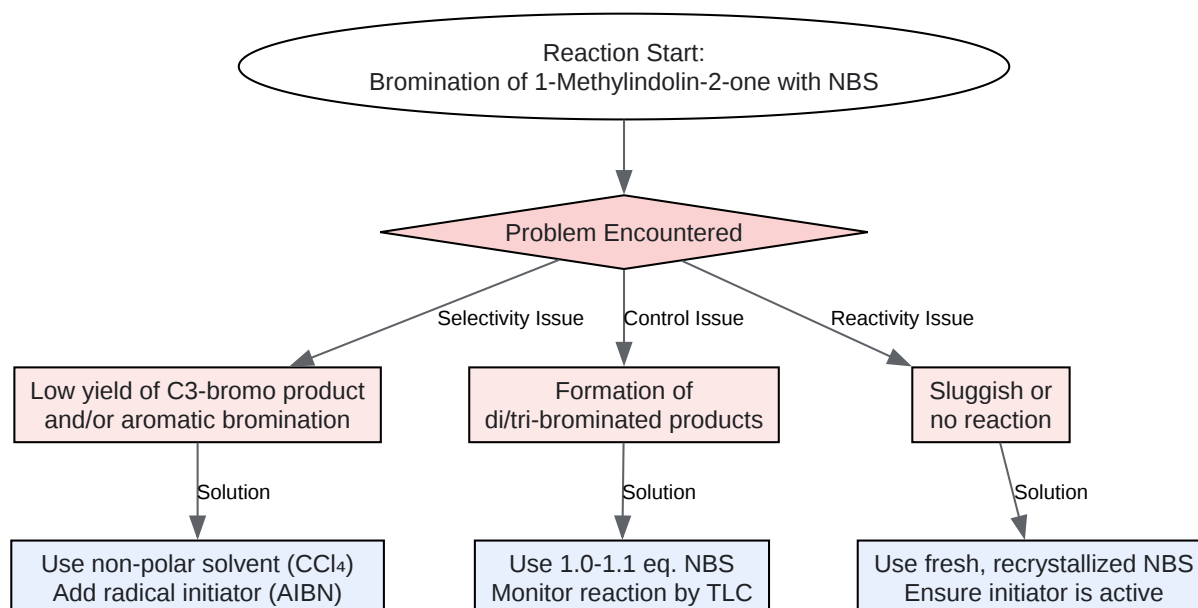 Reaction Start:
Bromination of 1-Methylindolin-2-one with NBS
Problem Encountered
Selectivity Issue
Control Issue
Reactivity Issue
Low yield of C3-bromo product
and/or aromatic bromination
Formation of
di/tri-brominated products
Sluggish or
no reaction
Solution
Solution
Solution
Use non-polar solvent (CCl₄)
Add radical initiator (AIBN)
Use 1.0-1.1 eq. NBS
Monitor reaction by TLC
Use fresh, recrystallized NBS
Ensure initiator is active